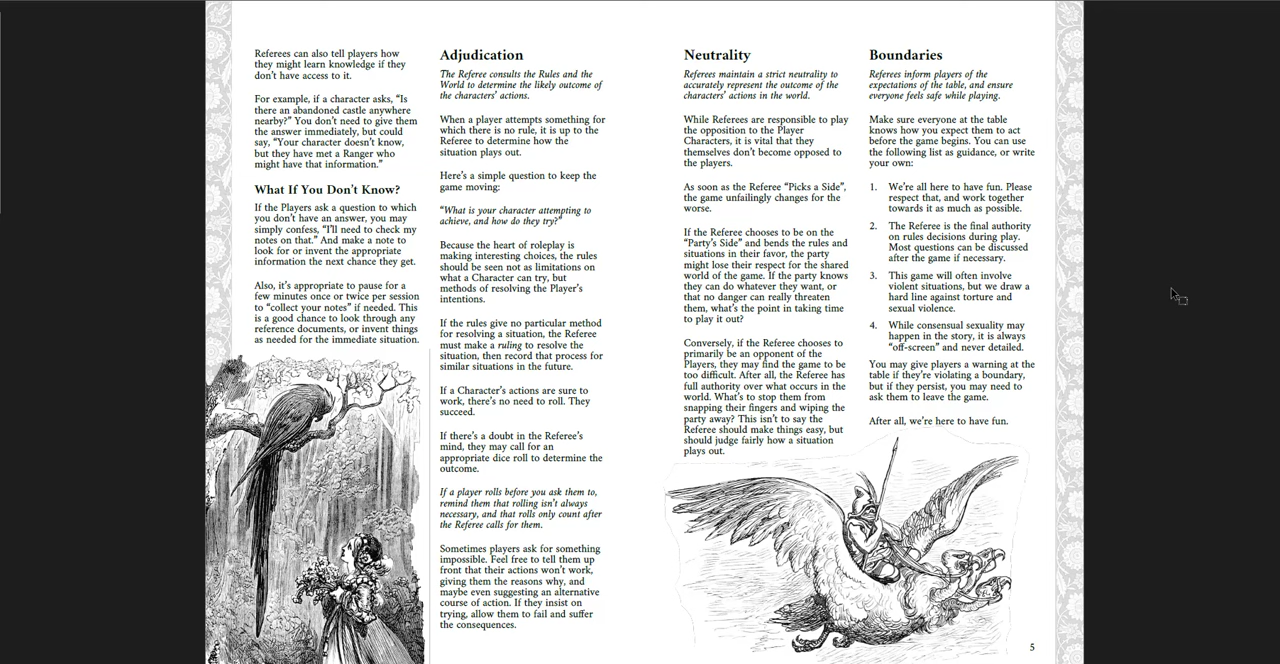 Referees can also tell players how
they might learn knowledge if they
don't have access to it.
For example, if a character asks, “Is
there an abandoned castle anywhere
nearby?” You don't need to give them
the answer immediately, but could
say, “Your character doesn't know,
but they have met a Ranger who
might have that information.”
What If You Don't Know?
If the Players ask a question to which
you don't have an answer, you may
simply confess, “I'll need to check my
notes on that.” And make a note to
look for or invent the appropriate
information the next chance they get.
Also, it's appropriate to pause for a
few minutes once or twice per session
to “collect your notes” if needed. This
is a good chance to look through any
reference documents, or invent things
as needed for the immediate situation.
Adjudication
The Referee consults the Rules and the
World to determine the likely outcome of
the characters' actions.
When a player attempts something for
which there is no rule, it is up to the
Referee to determine how the
situation plays out.
Here's a simple question to keep the
game moving:
“What is your character attempting to
achieve, and how do they try?”
Because the heart of roleplay is
making interesting choices, the rules
should be seen not as limitations on
what a Character can try, but
methods of resolving the Player's
intentions.
If the rules give no particular method
for resolving a situation, the Referee
must make a ruling to resolve the
situation, then record that process for
similar situations in the future.
If a Character's actions are sure to
work, there's no need to roll. They
succeed.
If there's a doubt in the Referee's
mind, they may call for an
appropriate dice roll to determine the
outcome.
If a player rolls before you ask them to,
remind them that rolling isn't always
necessary, and that rolls only count after
the Referee calls for them.
Sometimes players ask for something
impossible. Feel free to tell them up
front that their actions won't work,
giving them the reasons why, and
maybe even suggesting an alternative
course of action. If they insist on
trying, allow them to fail and suffer
the consequences.
Neutrality
Referees maintain a strict neutrality to
accurately represent the outcome of the
characters' actions in the world.
While Referees are responsible to play
the opposition to the Player
Characters, it is vital that they
themselves don't become opposed to
the players.
As soon as the Referee “Picks a Side”,
the game unfailingly changes for the
worse.
If the Referee chooses to be on the
“Party's Side” and bends the rules and
situations in their favor, the party
might lose their respect for the shared
world of the game. If the party knows
they can do whatever they want, or
that no danger can really threaten
them, what's the point in taking time
to play it out?
Conversely, if the Referee chooses to
primarily be an opponent of the
Players, they may find the game to be
too difficult. After all, the Referee has
full authority over what occurs in the
world. What's to stop them from
snapping their fingers and wiping the
party away? This isn't to say the
Referee should make things easy, but
should judge fairly how a situation
plays out.
Boundaries
Referees inform players of the
expectations of the table, and ensure
everyone feels safe while playing.
Make sure everyone at the table
knows how you expect them to act
before the game begins. You can use
the following list as guidance, or write
your own:
1. We're all here to have fun. Please
respect that, and work together
towards it as much as possible.
2. The Referee is the final authority
on rules decisions during play.
Most questions can be discussed
after the game if necessary.
3. This game will often involve
violent situations, but we draw a
hard line against torture and
sexual violence.
4. While consensual sexuality may
happen in the story, it is always
“off-screen” and never detailed.
You may give players a warning at the
table if they're violating a boundary,
but if they persist, you may need to
ask them to leave the game.
After all, we're here to have fun.
5